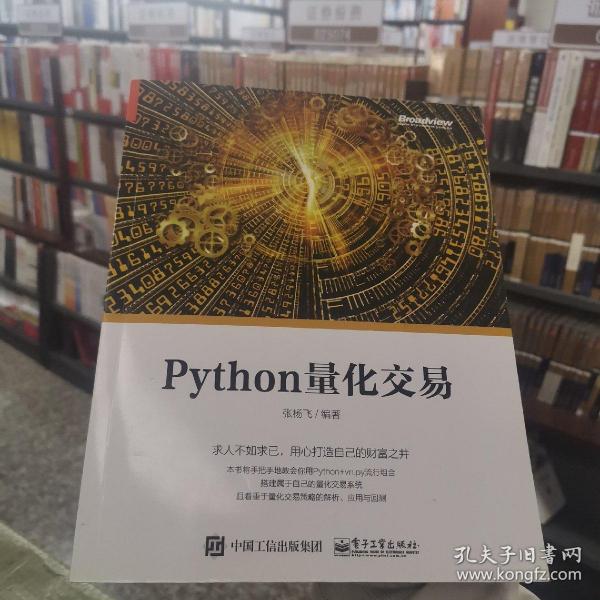 Broadview
Python量化交易
张杨飞/编著
求人不如求己，用心打造自己的财富之井
本书将手把手地教会你用Python+vn.py流行组合
搭建属于自己的量化交易系统
且着重于量化交易策略的解析、应用与回测
中国工信出版集团
电子工业出版社
PUBLISHING HOUSE OF ELECTRONICS INDUSTRY
孔夫子旧书网
www.kongfz.com